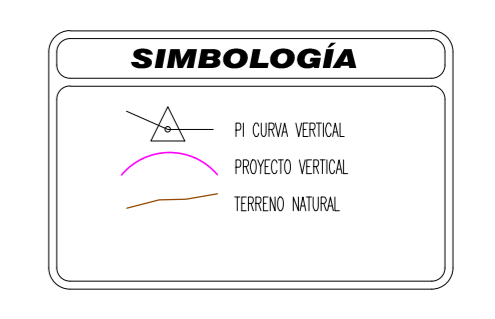 SIMBOLOGÍA
PI CURVA VERTICAL
PROYECTO VERTICAL
TERRENO NATURAL